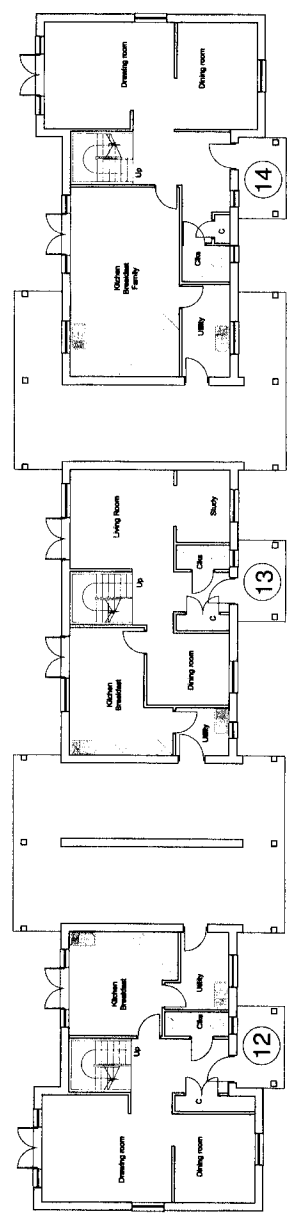 Drawing room
Dining room
Up
Kitchen
Breakfast
Family
Clks
C
Utility
14
Living Room
Study
Up
Clks
C
Kitchen
Breakfast
Dining room
Utility
13
Kitchen
Breakfast
Utility
Clks
Up
C
Drawing room
Dining room
12